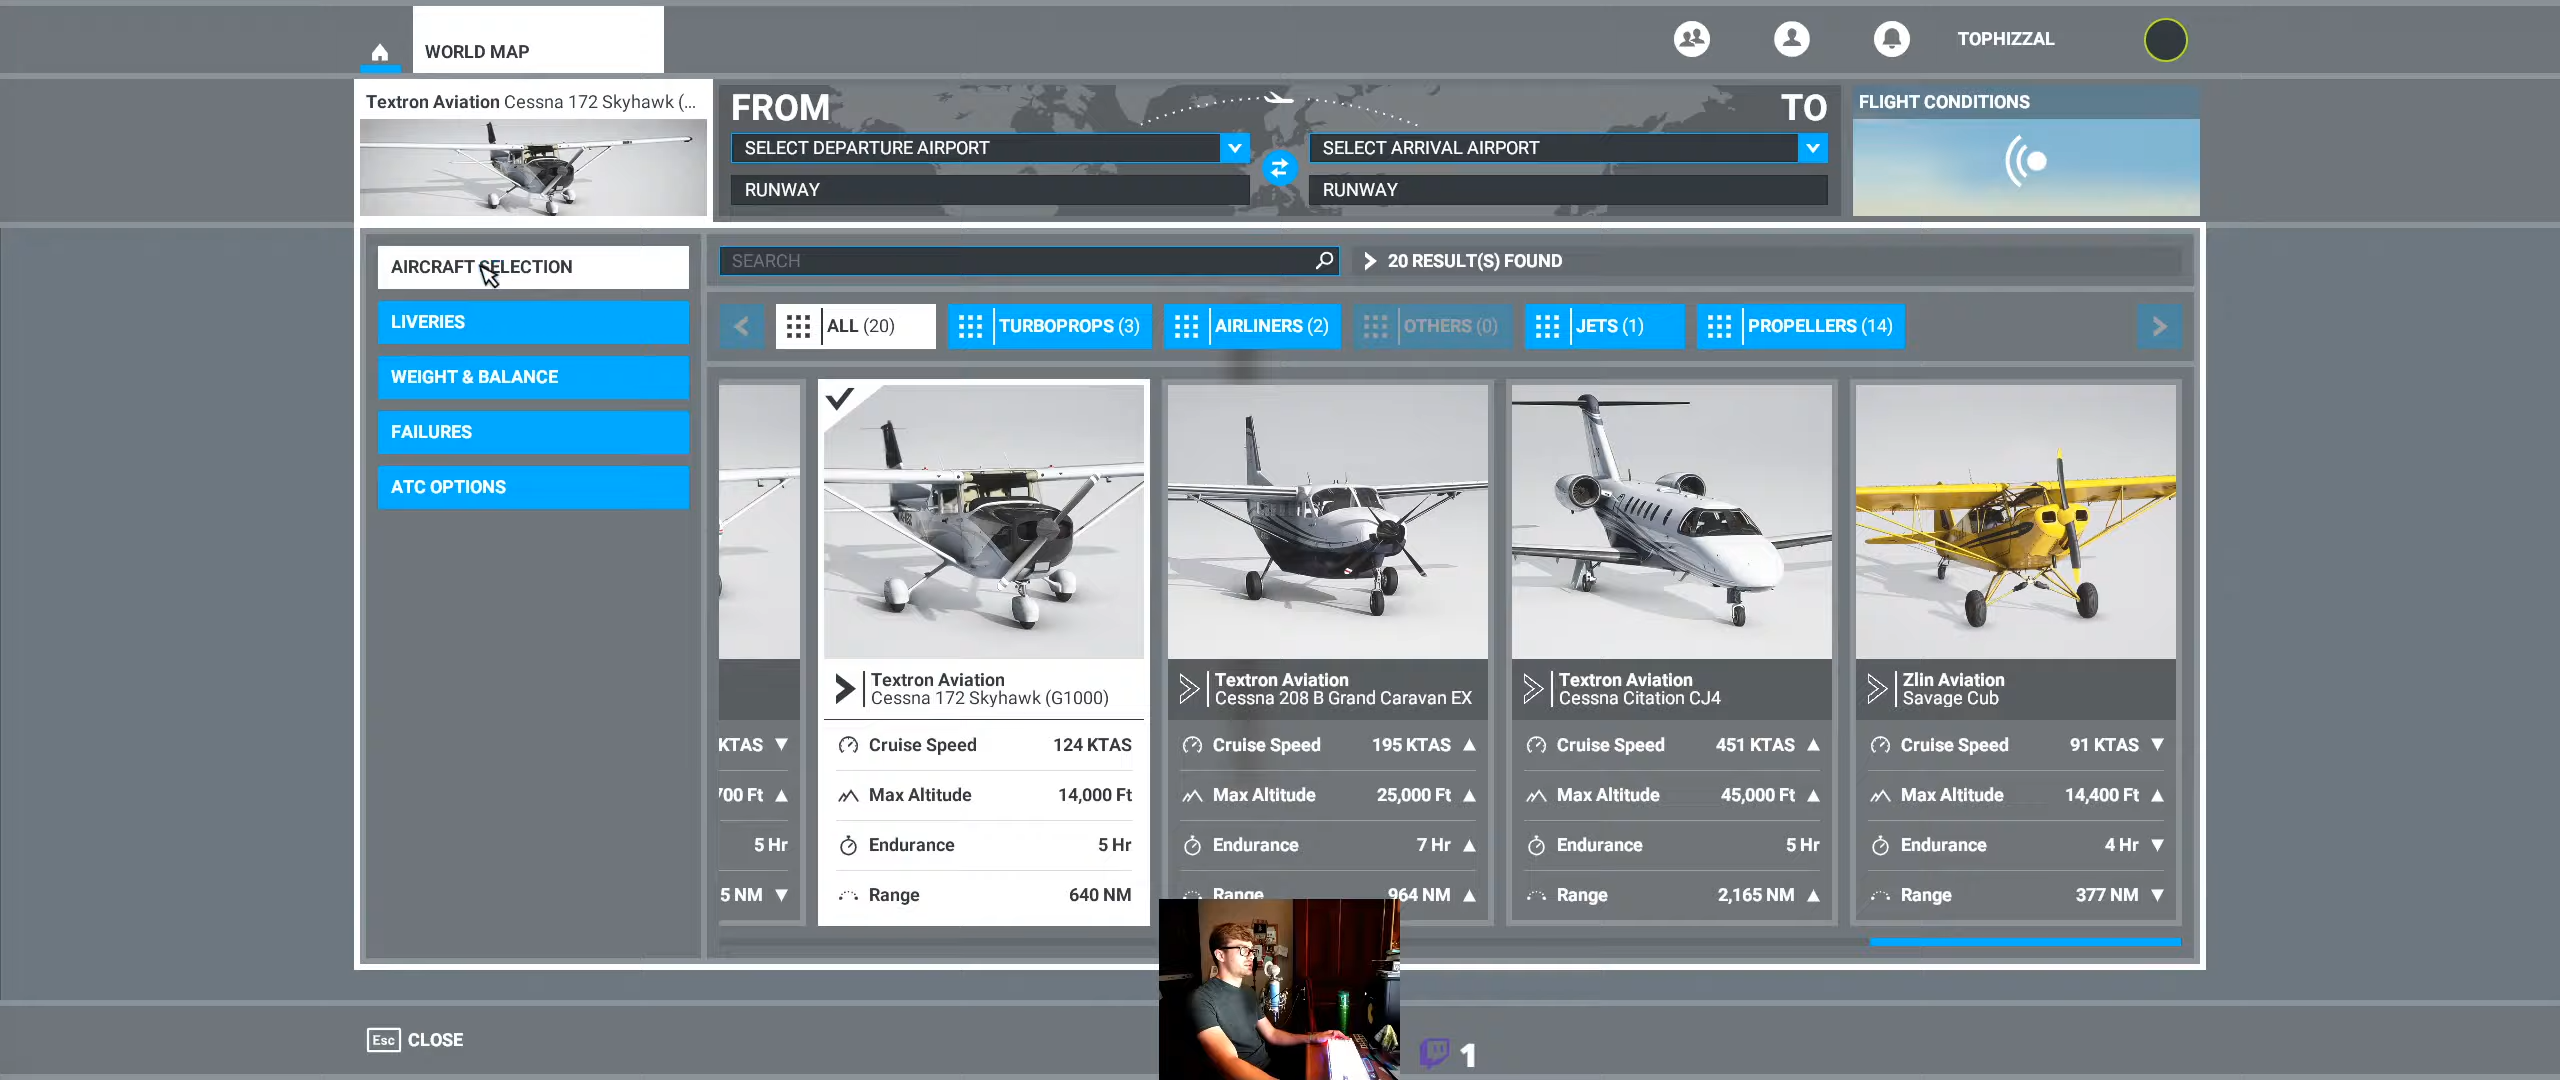 WORLD MAP
TOPHIZZAL
Textron Aviation Cessna 172 Skyhawk (...
FROM
TO
SELECT DEPARTURE AIRPORT
SELECT ARRIVAL AIRPORT
RUNWAY
RUNWAY
FLIGHT CONDITIONS
AIRCRAFT SELECTION
LIVERIES
WEIGHT & BALANCE
FAILURES
ATC OPTIONS
SEARCH
20 RESULT(S) FOUND
ALL (20)
TURBOPROPS (3)
AIRLINERS (2)
OTHERS (0)
JETS (1)
PROPELLERS (14)
KTAS
700 Ft
5 Hr
5 NM
Textron Aviation
Cessna 172 Skyhawk (G1000)
Cruise Speed 124 KTAS
Max Altitude 14,000 Ft
Endurance 5 Hr
Range 640 NM
Textron Aviation
Cessna 208 B Grand Caravan EX
Cruise Speed 195 KTAS
Max Altitude 25,000 Ft
Endurance 7 Hr
Range 964 NM
Textron Aviation
Cessna Citation CJ4
Cruise Speed 451 KTAS
Max Altitude 45,000 Ft
Endurance 5 Hr
Range 2,165 NM
Zlin Aviation
Savage Cub
Cruise Speed 91 KTAS
Max Altitude 14,400 Ft
Endurance 4 Hr
Range 377 NM
Esc CLOSE
1